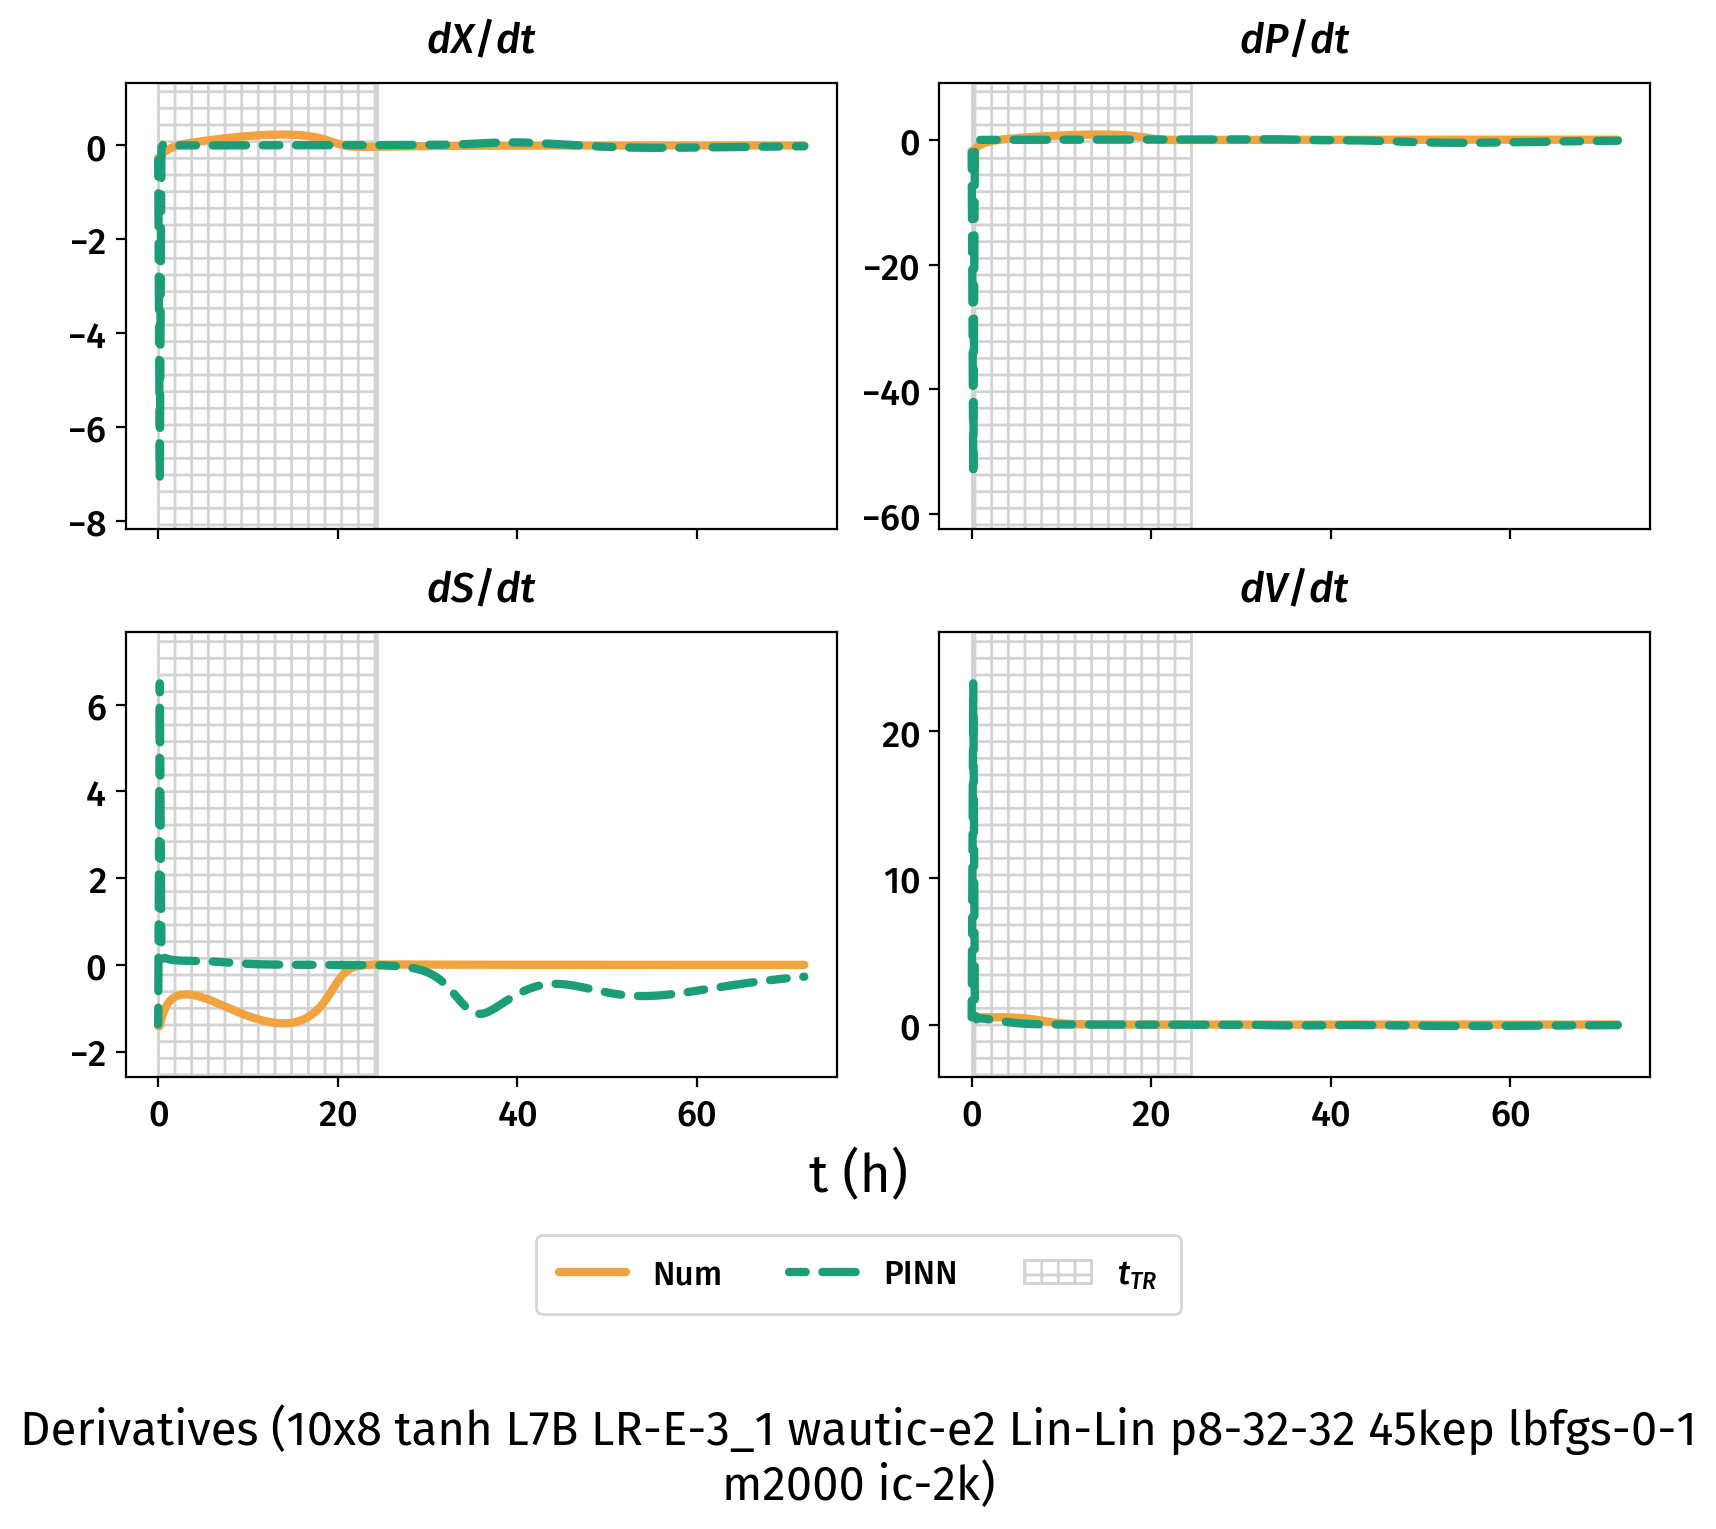 dX/dt
dP/dt
0
−2
−4
−6
−8
0
−20
−40
−60
dS/dt
dV/dt
6
4
2
0
−2
0
20
40
60
20
10
0
0
20
40
60
t (h)
Num
PINN
tTR
Derivatives (10x8 tanh L7B LR-E-3_1 wautic-e2 Lin-Lin p8-32-32 45kep lbfgs-0-1
m2000 ic-2k)